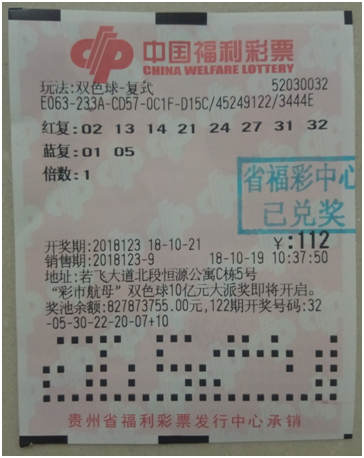 中国福利彩票
CHINA WELFARE LOTTERY
玩法:双色球-复式 52030032
E063-233A-CD57-0C1F-D15C/45249122/3444E
红复:02 13 14 21 24 27 31 32
蓝复:01 05
倍数:1
省福彩中心
已兑奖
开奖期:2018123 18-10-21 ￥:112
销售期:2018123-9 18-10-19 10:37:50
地址:若飞大道北段恒源公寓C栋5号
“彩市航母”双色球10亿元大派奖即将开启。
奖池余额:827873755.00元,122期开奖号码:32
-05-30-22-20-07+10
贵州省福利彩票发行中心承销